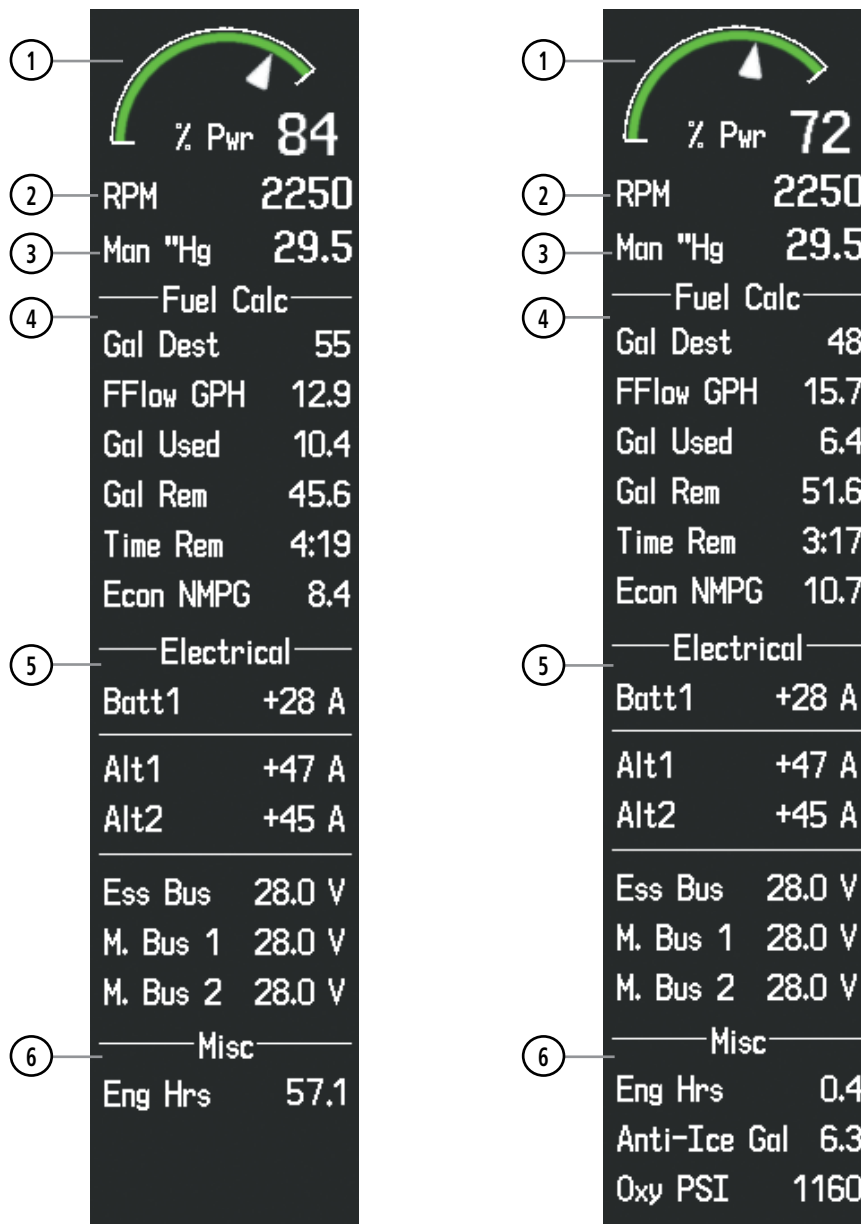 1
% Pwr 84
2 RPM 2250
3 Man "Hg 29.5
4 Fuel Calc
Gal Dest 55
FFlow GPH 12.9
Gal Used 10.4
Gal Rem 45.6
Time Rem 4:19
Econ NMPG 8.4
5 Electrical
Batt1 +28 A
Alt1 +47 A
Alt2 +45 A
Ess Bus 28.0 V
M. Bus 1 28.0 V
M. Bus 2 28.0 V
6 Misc
Eng Hrs 57.1
1
% Pwr 72
2 RPM 2250
3 Man "Hg 29.5
4 Fuel Calc
Gal Dest 48
FFlow GPH 15.7
Gal Used 6.4
Gal Rem 51.6
Time Rem 3:17
Econ NMPG 10.7
5 Electrical
Batt1 +28 A
Alt1 +47 A
Alt2 +45 A
Ess Bus 28.0 V
M. Bus 1 28.0 V
M. Bus 2 28.0 V
6 Misc
Eng Hrs 0.4
Anti-Ice Gal 6.3
Oxy PSI 1160